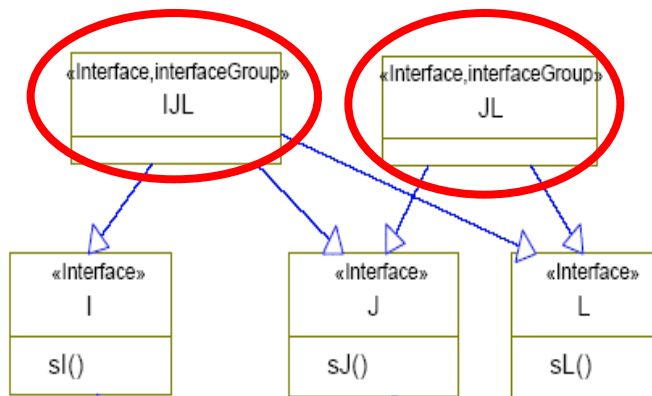 «Interface,interfaceGroup»
IJL
«Interface,interfaceGroup»
JL
«Interface»
I
sI()
«Interface»
J
sJ()
«Interface»
L
sL()